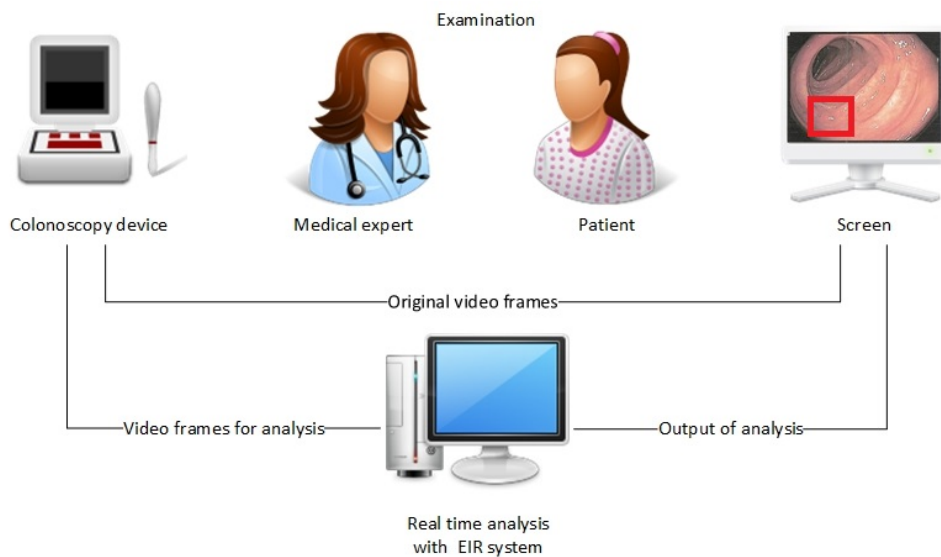 Examination
Colonoscopy device
Medical expert
Patient
Screen
Original video frames
Video frames for analysis
Output of analysis
Real time analysis
with EIR system